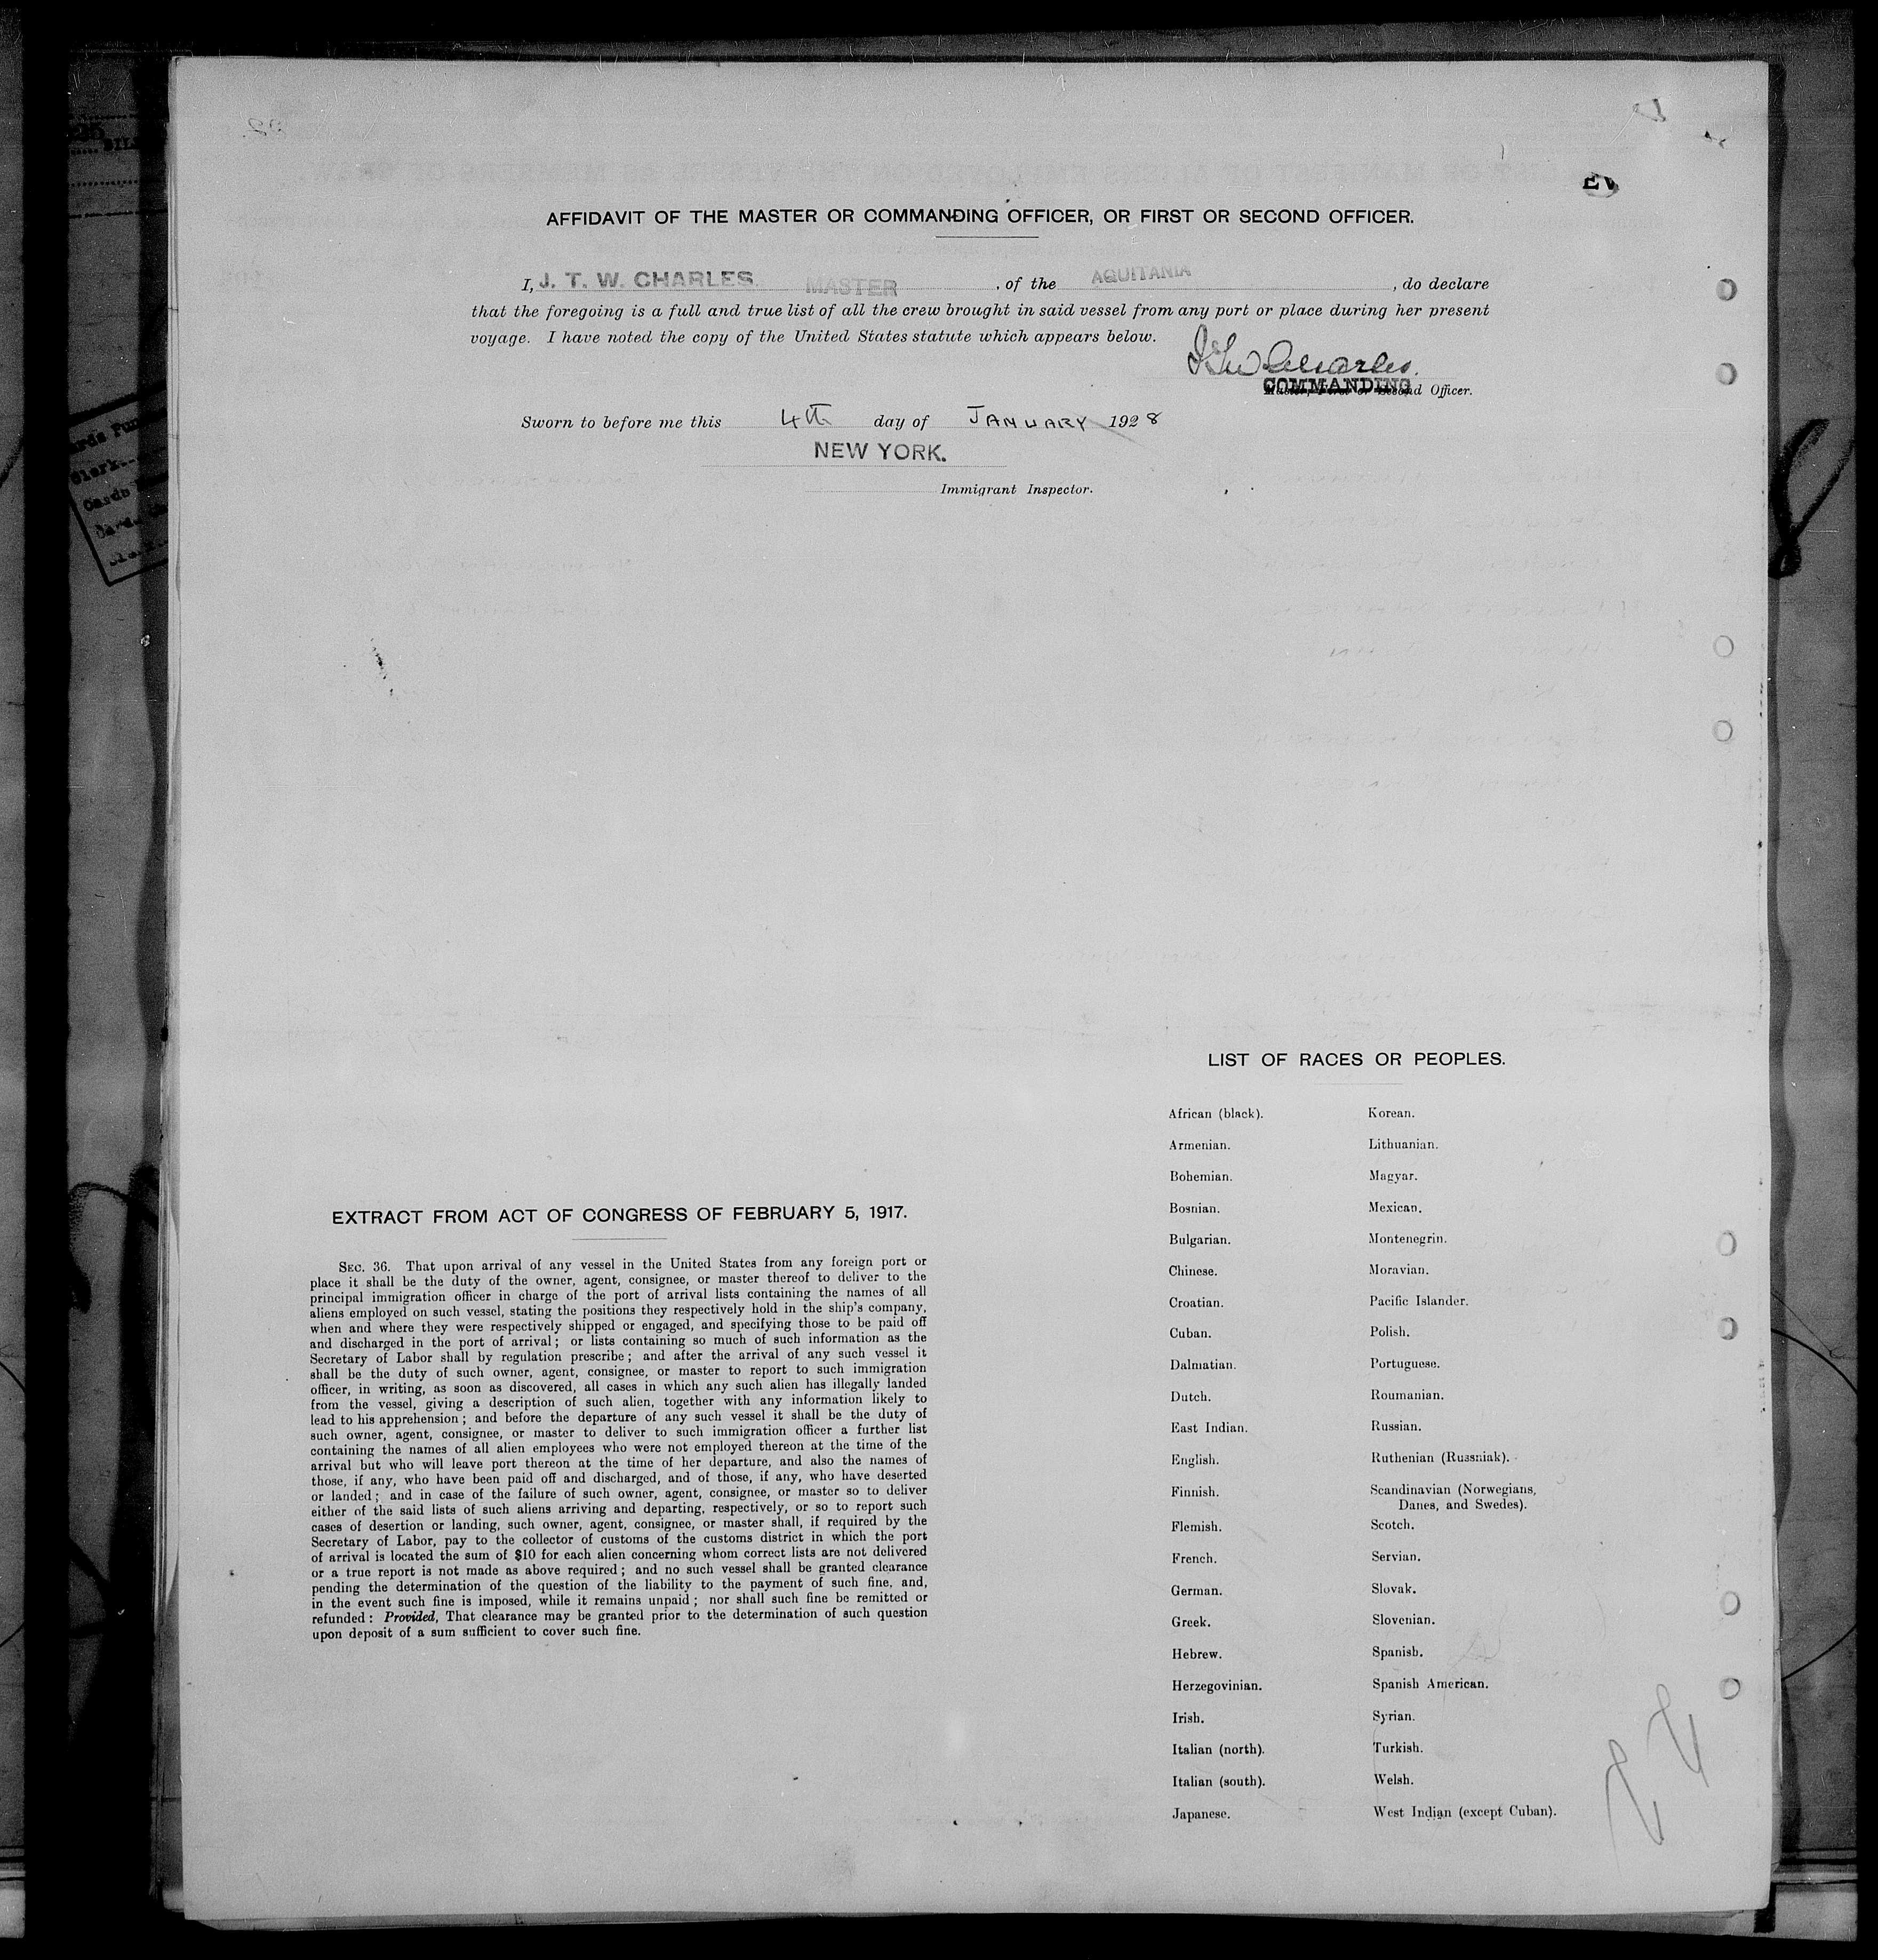 AFFIDAVIT OF THE MASTER OR COMMANDING OFFICER, OR FIRST OR SECOND OFFICER.
I, J. T. W. CHARLES. MASTER, of the AQUITANIA, do declare
that the foregoing is a full and true list of all the crew brought in said vessel from any port or place during her present
voyage. I have noted the copy of the United States statute which appears below.
J T W Charles.
COMMANDING Officer.
Sworn to before me this 4th day of JANUARY 1928
NEW YORK.
Immigrant Inspector.
EXTRACT FROM ACT OF CONGRESS OF FEBRUARY 5, 1917.
SEC. 36. That upon arrival of any vessel in the United States from any foreign port or
place it shall be the duty of the owner, agent, consignee, or master thereof to deliver to the
principal immigration officer in charge of the port of arrival lists containing the names of all
aliens employed on such vessel, stating the positions they respectively hold in the ship's company,
when and where they were respectively shipped or engaged, and specifying those to be paid off
and discharged in the port of arrival; or lists containing so much of such information as the
Secretary of Labor shall by regulation prescribe; and after the arrival of any such vessel it
shall be the duty of such owner, agent, consignee, or master to report to such immigration
officer, in writing, as soon as discovered, all cases in which any such alien has illegally landed
from the vessel, giving a description of such alien, together with any information likely to
lead to his apprehension; and before the departure of any such vessel it shall be the duty of
such owner, agent, consignee, or master to deliver to such immigration officer a further list
containing the names of all alien employees who were not employed thereon at the time of the
arrival but who will leave port thereon at the time of her departure, and also the names of
those, if any, who have been paid off and discharged, and of those, if any, who have deserted
or landed; and in case of the failure of such owner, agent, consignee, or master so to deliver
either of the said lists of such aliens arriving and departing, respectively, or so to report such
cases of desertion or landing, such owner, agent, consignee, or master shall, if required by the
Secretary of Labor, pay to the collector of customs of the customs district in which the port
of arrival is located the sum of $10 for each alien concerning whom correct lists are not delivered
or a true report is not made as above required; and no such vessel shall be granted clearance
pending the determination of the question of the liability to the payment of such fine, and,
in the event such fine is imposed, while it remains unpaid; nor shall such fine be remitted or
refunded: Provided, That clearance may be granted prior to the determination of such question
upon deposit of a sum sufficient to cover such fine.
LIST OF RACES OR PEOPLES.
African (black).
Armenian.
Bohemian.
Bosnian.
Bulgarian.
Chinese.
Croatian.
Cuban.
Dalmatian.
Dutch.
East Indian.
English.
Finnish.
Flemish.
French.
German.
Greek.
Hebrew.
Herzegovinian.
Irish.
Italian (north).
Italian (south).
Japanese.
Korean.
Lithuanian.
Magyar.
Mexican.
Montenegrin.
Moravian.
Pacific Islander.
Polish.
Portuguese.
Roumanian.
Russian.
Ruthenian (Russniak).
Scandinavian (Norwegians,
Danes, and Swedes).
Scotch.
Servian.
Slovak.
Slovenian.
Spanish.
Spanish American.
Syrian.
Turkish.
Welsh.
West Indian (except Cuban).